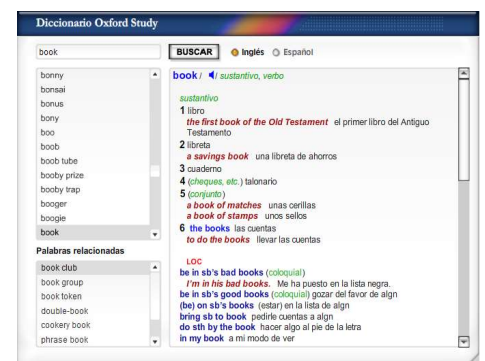 Diccionario Oxford Study
book
BUSCAR Inglés Español
bonny
bonsai
bonus
bony
boo
boob
boob tube
booby prize
booby trap
booger
boogie
book
Palabras relacionadas
book club
book group
book token
double-book
cookery book
phrase book
book / / sustantivo, verbo
sustantivo
1 libro
the first book of the Old Testament el primer libro del Antiguo
Testamento
2 libreta
a savings book una libreta de ahorros
3 cuaderno
4 (cheques, etc.) talonario
5 (conjunto)
a book of matches unas cerillas
a book of stamps unos sellos
6 the books las cuentas
to do the books llevar las cuentas
LOC
be in sb's bad books (coloquial)
I'm in his bad books. Me ha puesto en la lista negra.
be in sb's good books (coloquial) gozar del favor de algn
(be) on sb's books (estar) en la lista de algn
bring sb to book pedirle cuentas a algn
do sth by the book hacer algo al pie de la letra
in my book a mi modo de ver